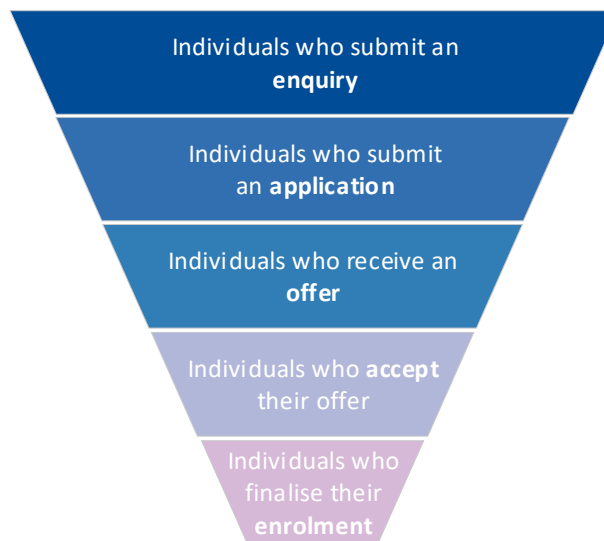 Individuals who submit an
enquiry
Individuals who submit
an application
Individuals who receive an
offer
Individuals who accept
their offer
Individuals who
finalise their
enrolment